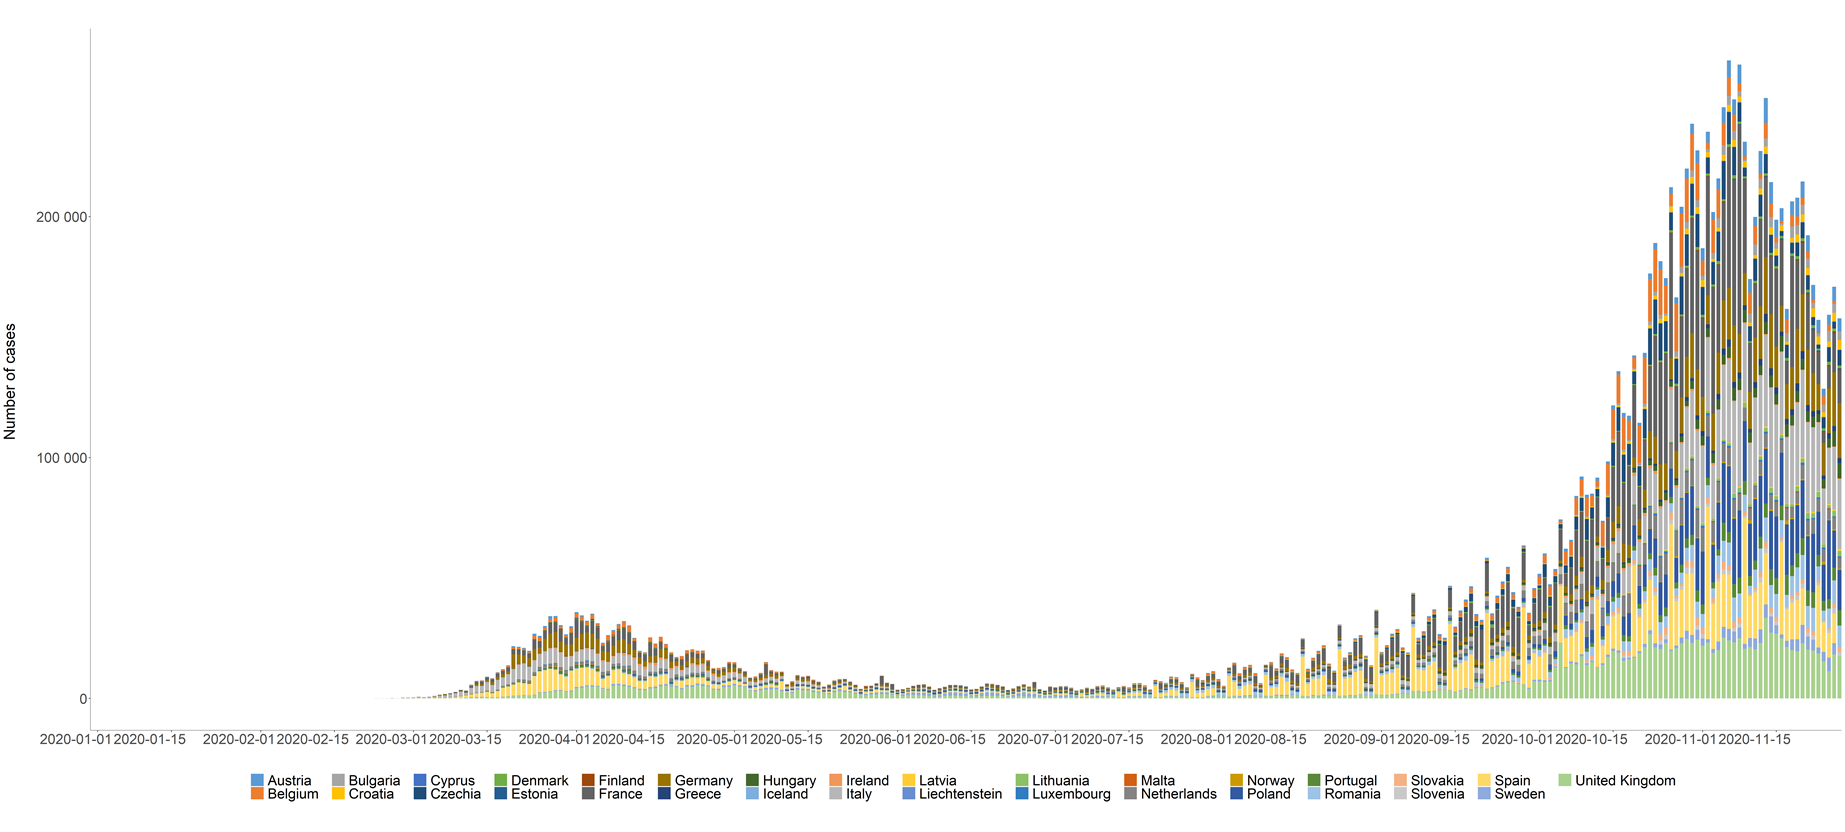 Number of cases
200 000
100 000
0
2020-01-01 2020-01-15 2020-02-01 2020-02-15 2020-03-01 2020-03-15 2020-04-01 2020-04-15 2020-05-01 2020-05-15 2020-06-01 2020-06-15 2020-07-01 2020-07-15 2020-08-01 2020-08-15 2020-09-01 2020-09-15 2020-10-01 2020-10-15 2020-11-01 2020-11-15
Austria Bulgaria Cyprus Denmark Finland Germany Hungary Ireland Latvia Lithuania Malta Norway Portugal Slovakia Spain United Kingdom
Belgium Croatia Czechia Estonia France Greece Iceland Italy Liechtenstein Luxembourg Netherlands Poland Romania Slovenia Sweden